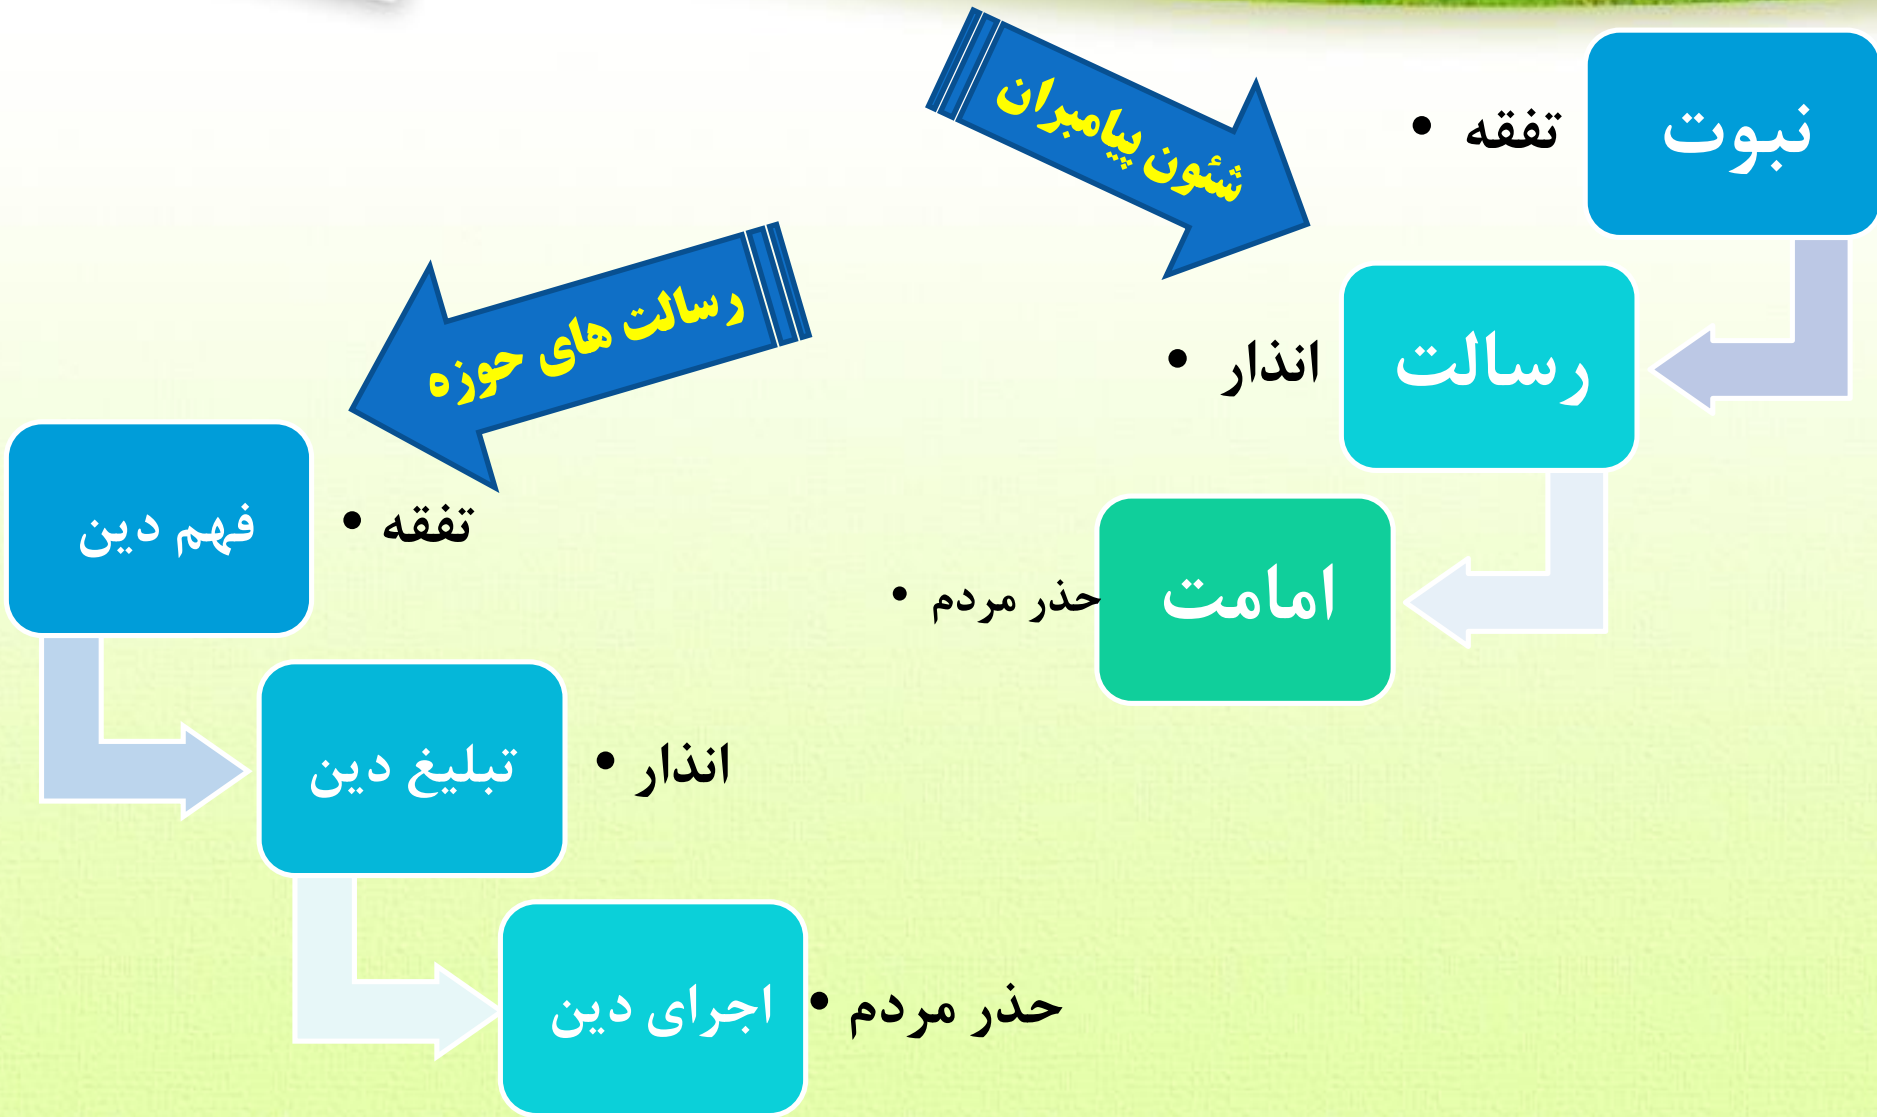 شئون پیامبران
نبوت
تفقه •
رسالت
انذار •
امامت
حذر مردم •
رسالت های حوزه
فهم دین
• تفقه
تبلیغ دین
• انذار
اجرای دین
• حذر مردم